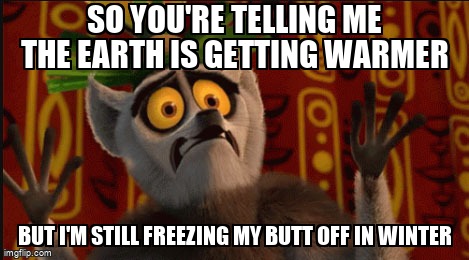 SO YOU'RE TELLING ME
THE EARTH IS GETTING WARMER
BUT I'M STILL FREEZING MY BUTT OFF IN WINTER
imgflip.com